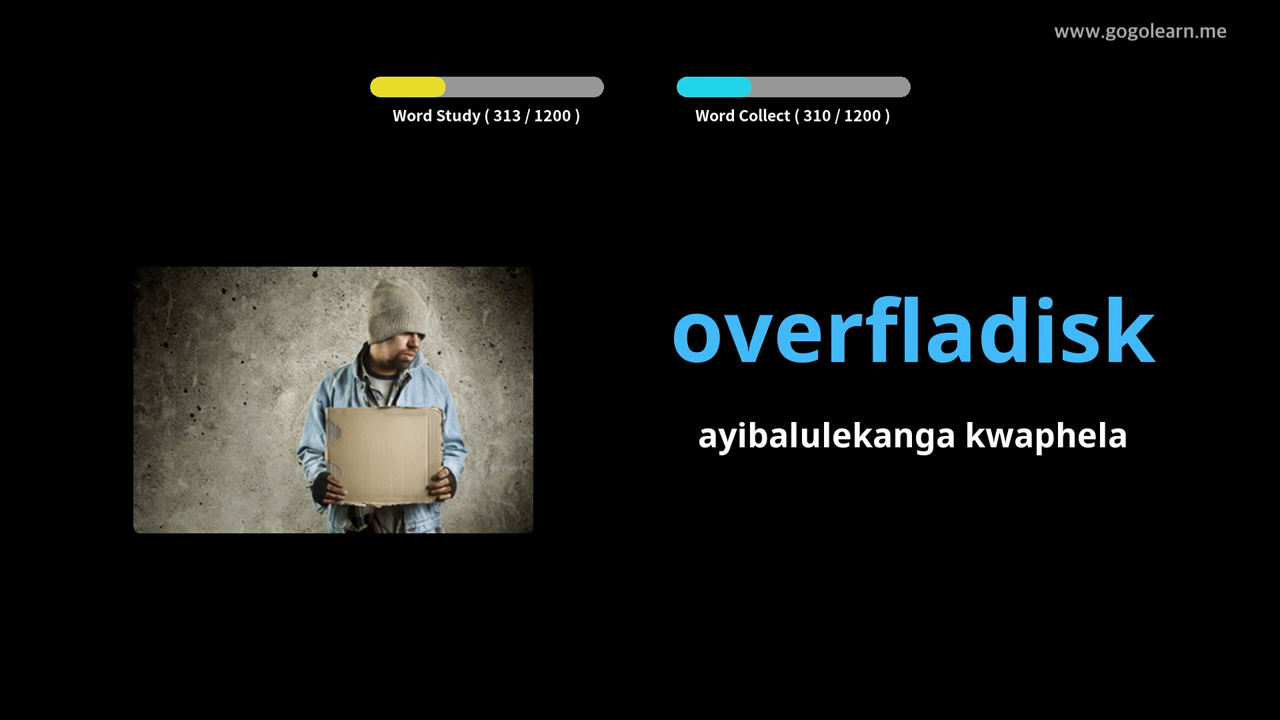 www.gogolearn.me
Word Study ( 313 / 1200 )
Word Collect ( 310 / 1200 )
overfladisk
ayibalulekanga kwaphela